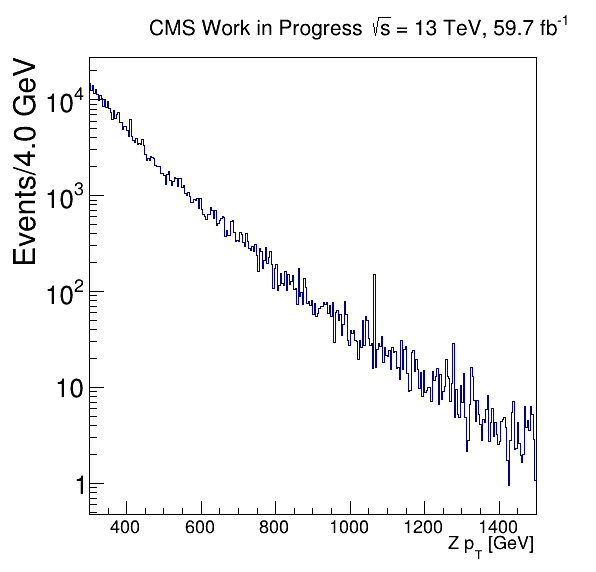 CMS Work in Progress √s = 13 TeV, 59.7 fb⁻¹
Events/4.0 GeV
10⁴
10³
10²
10
1
400 600 800 1000 1200 1400
Z p_T [GeV]